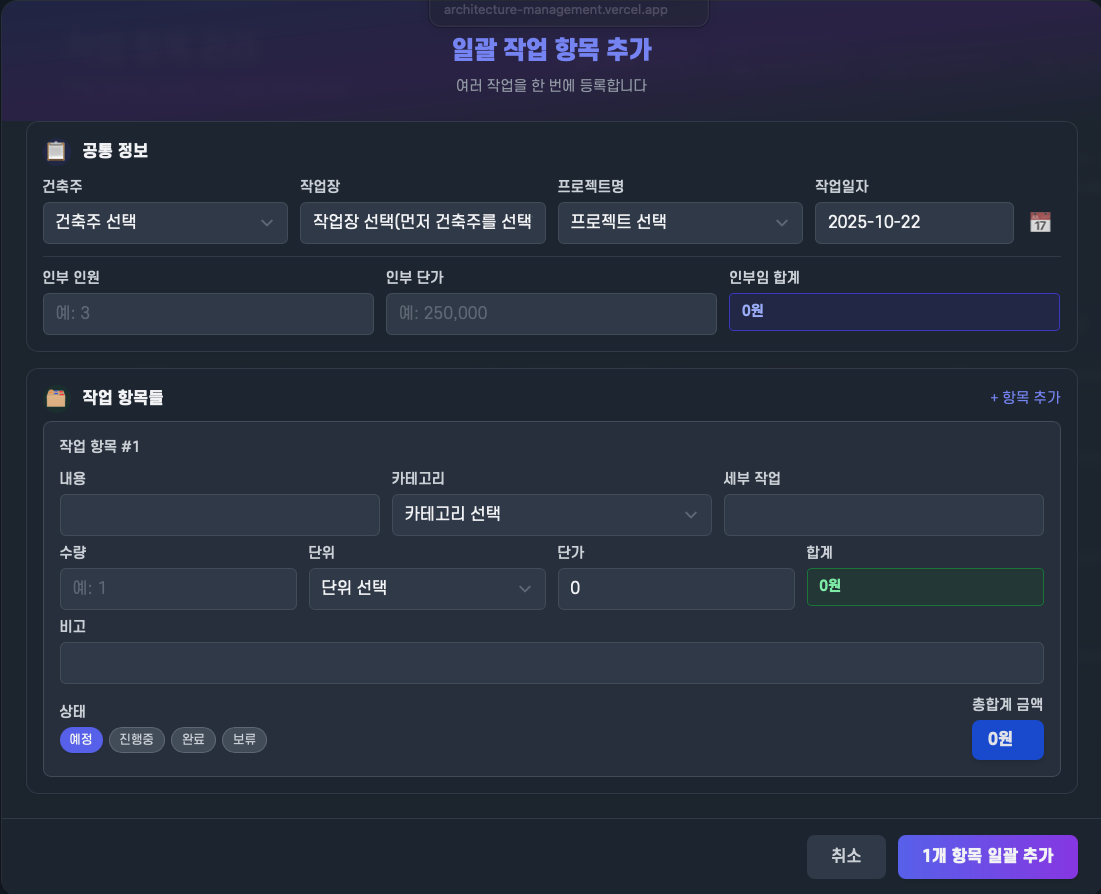 architecture-management.vercel.app
일괄 작업 항목 추가
여러 작업을 한 번에 등록합니다
공통 정보
건축주 작업장 프로젝트명 작업일자
건축주 선택 작업장 선택(먼저 건축주를 선택 프로젝트 선택 2025-10-22 17
인부 인원 인부 단가 인부임 합계
예: 3 예: 250,000 0원
작업 항목들 + 항목 추가
작업 항목 #1
내용 카테고리 세부 작업
카테고리 선택
수량 단위 단가 합계
예: 1 단위 선택 0 0원
비고
상태 총합계 금액
예정 진행중 완료 보류 0원
취소 1개 항목 일괄 추가